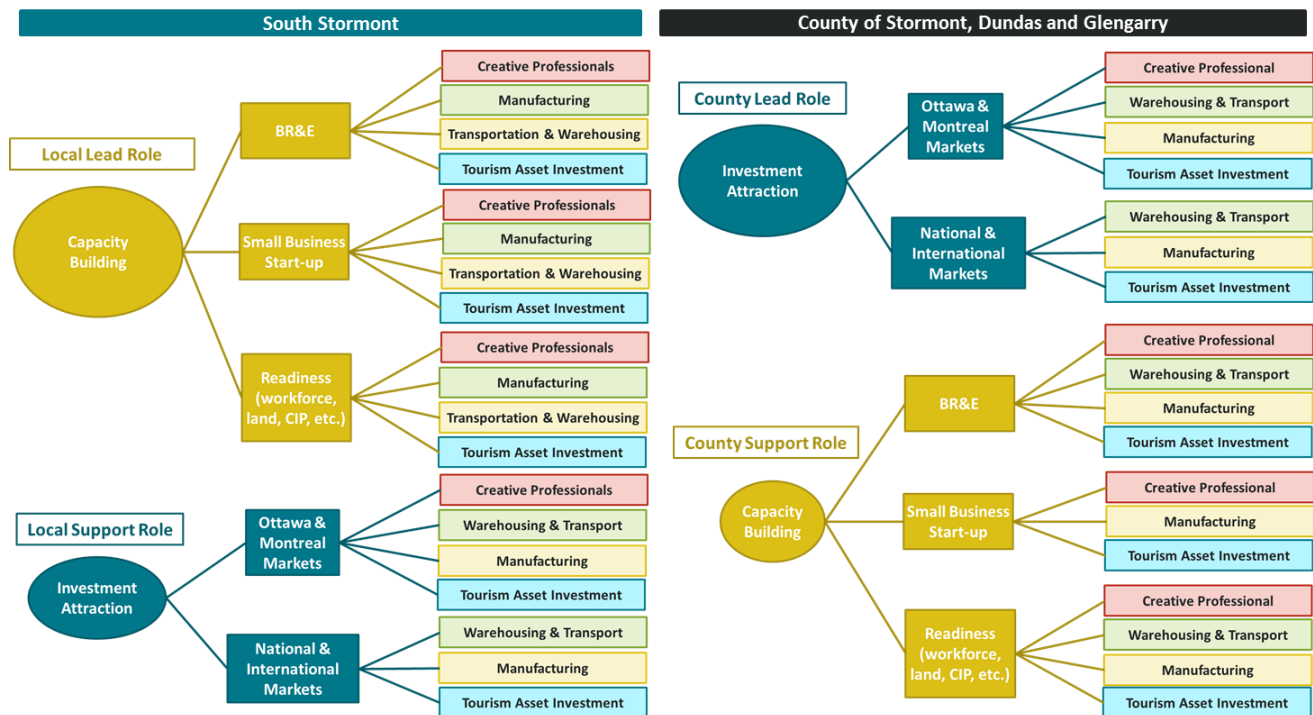 South Stormont
Local Lead Role
Capacity
Building
BR&E
Creative Professionals
Manufacturing
Transportation & Warehousing
Tourism Asset Investment
Small Business
Start-up
Creative Professionals
Manufacturing
Transportation & Warehousing
Tourism Asset Investment
Readiness
(workforce,
land, CIP, etc.)
Creative Professionals
Manufacturing
Transportation & Warehousing
Tourism Asset Investment
Local Support Role
Investment
Attraction
Ottawa &
Montreal
Markets
Creative Professionals
Warehousing & Transport
Manufacturing
Tourism Asset Investment
National &
International
Markets
Warehousing & Transport
Manufacturing
Tourism Asset Investment
County of Stormont, Dundas and Glengarry
County Lead Role
Investment
Attraction
Ottawa &
Montreal
Markets
Creative Professional
Warehousing & Transport
Manufacturing
Tourism Asset Investment
National &
International
Markets
Warehousing & Transport
Manufacturing
Tourism Asset Investment
County Support Role
Capacity
Building
BR&E
Creative Professional
Warehousing & Transport
Manufacturing
Tourism Asset Investment
Small Business
Start-up
Creative Professional
Manufacturing
Tourism Asset Investment
Readiness
(workforce,
land, CIP, etc.)
Creative Professional
Warehousing & Transport
Manufacturing
Tourism Asset Investment